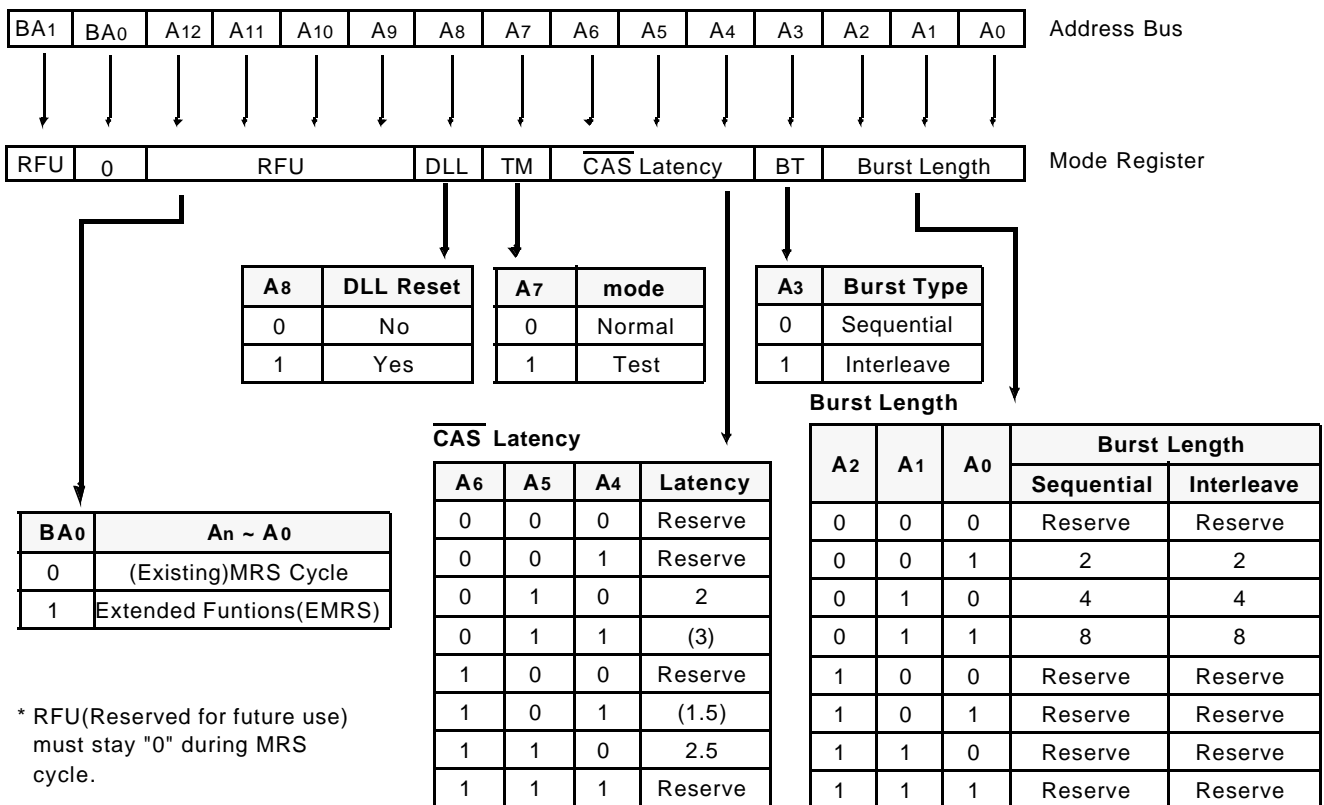 BA1 BA0 A12 A11 A10 A9 A8 A7 A6 A5 A4 A3 A2 A1 A0 Address Bus
RFU 0 RFU DLL TM CAS Latency BT Burst Length Mode Register
A8 DLL Reset
0 No
1 Yes
A7 mode
0 Normal
1 Test
A3 Burst Type
0 Sequential
1 Interleave
BA0 An ~ A0
0 (Existing)MRS Cycle
1 Extended Funtions(EMRS)
* RFU(Reserved for future use)
must stay "0" during MRS
cycle.
CAS Latency
A6 A5 A4 Latency
0 0 0 Reserve
0 0 1 Reserve
0 1 0 2
0 1 1 (3)
1 0 0 Reserve
1 0 1 (1.5)
1 1 0 2.5
1 1 1 Reserve
Burst Length
A2 A1 A0 Burst Length
Sequential Interleave
0 0 0 Reserve Reserve
0 0 1 2 2
0 1 0 4 4
0 1 1 8 8
1 0 0 Reserve Reserve
1 0 1 Reserve Reserve
1 1 0 Reserve Reserve
1 1 1 Reserve Reserve